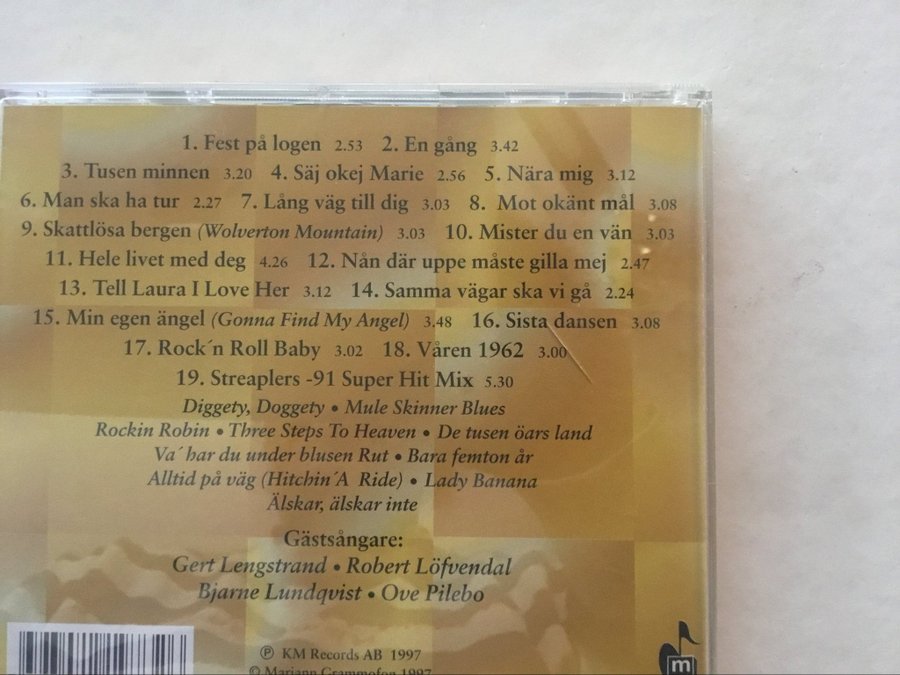 1. Fest på logen 2.53 2. En gång 3.42
3. Tusen minnen 3.20 4. Säj okej Marie 2.56 5. Nära mig 3.12
6. Man ska ha tur 2.27 7. Lång väg till dig 3.03 8. Mot okänt mål 3.08
9. Skattlösa bergen (Wolverton Mountain) 3.03 10. Mister du en vän 3.03
11. Hele livet med deg 4.26 12. Nån där uppe måste gilla mej 2.47
13. Tell Laura I Love Her 3.12 14. Samma vägar ska vi gå 2.24
15. Min egen ängel (Gonna Find My Angel) 3.48 16. Sista dansen 3.08
17. Rock´n Roll Baby 3.02 18. Våren 1962 3.00
19. Streaplers -91 Super Hit Mix 5.30
Diggety, Doggety • Mule Skinner Blues
Rockin Robin • Three Steps To Heaven • De tusen öars land
Va´ har du under blusen Rut • Bara femton år
Alltid på väg (Hitchin´A Ride) • Lady Banana
Älskar, älskar inte
Gästsångare:
Gert Lengstrand • Robert Löfvendal
Bjarne Lundqvist • Ove Pilebo
℗ KM Records AB 1997
© Mariann Grammofon 1997
m